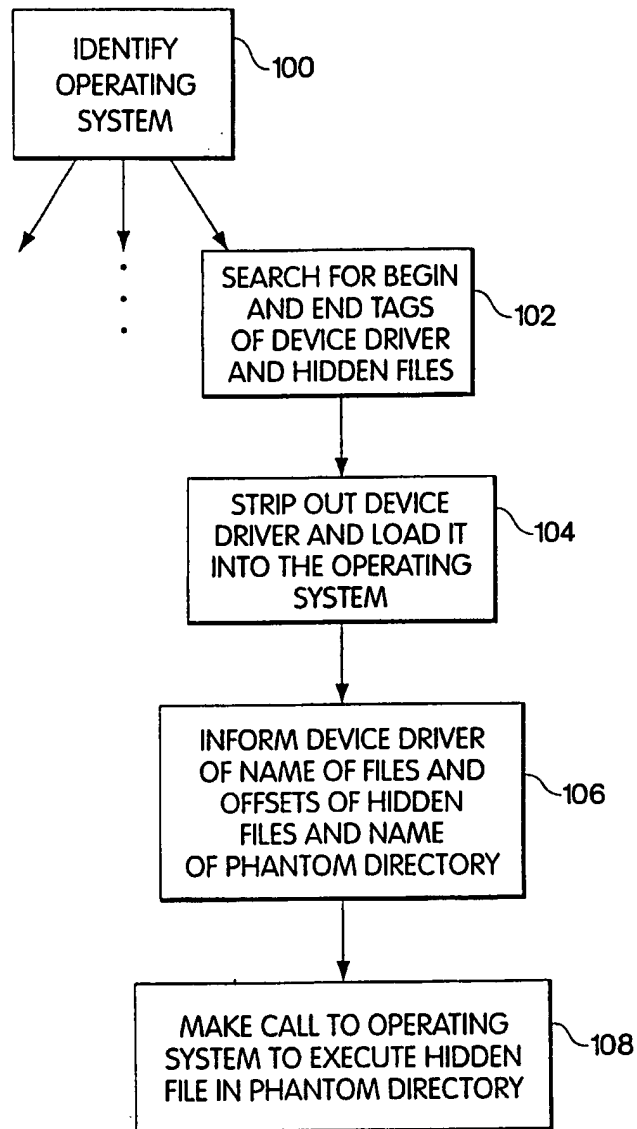 IDENTIFY
OPERATING
SYSTEM
100
SEARCH FOR BEGIN
AND END TAGS
OF DEVICE DRIVER
AND HIDDEN FILES
102
STRIP OUT DEVICE
DRIVER AND LOAD IT
INTO THE OPERATING
SYSTEM
104
INFORM DEVICE DRIVER
OF NAME OF FILES AND
OFFSETS OF HIDDEN
FILES AND NAME
OF PHANTOM DIRECTORY
106
MAKE CALL TO OPERATING
SYSTEM TO EXECUTE HIDDEN
FILE IN PHANTOM DIRECTORY
108